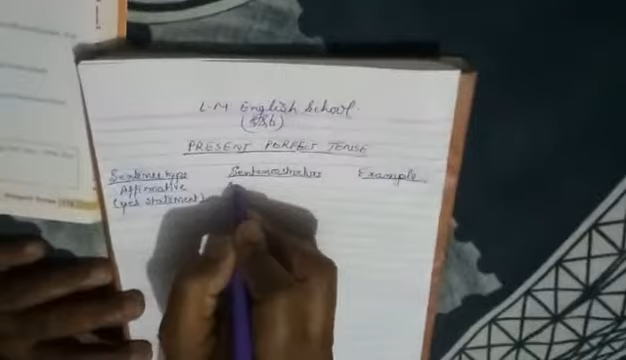 L-M English School.
PRESENT PERFECT TENSE
Sentence type Sentence structure Example
Affirmative
(yes statement)